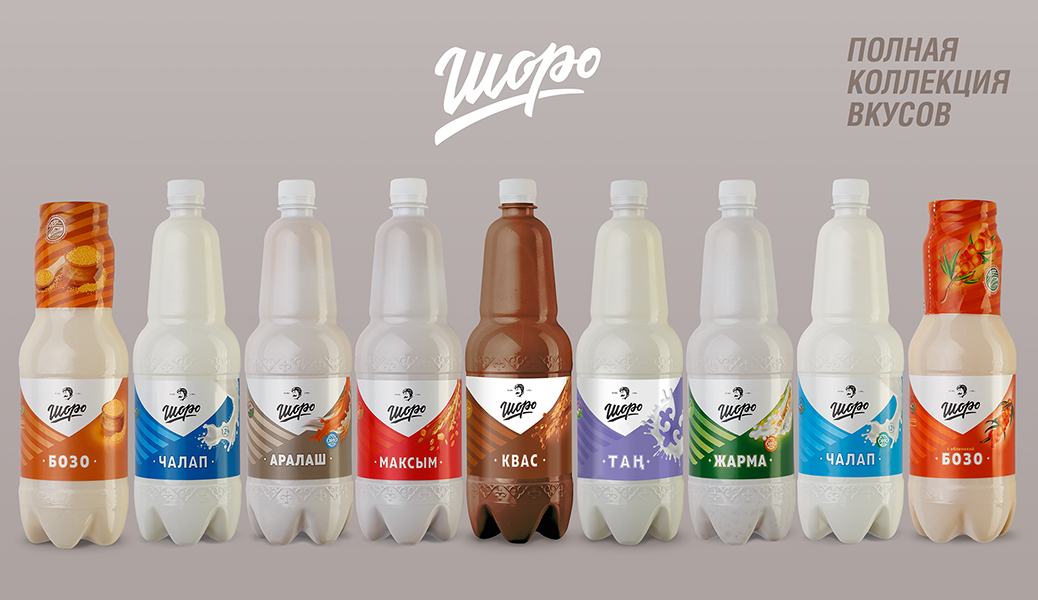 Шоро
ПОЛНАЯ
КОЛЛЕКЦИЯ
ВКУСОВ
Шоро
· БОЗО ·
Шоро
· ЧАЛАП ·
Шоро
· АРАЛАШ ·
Шоро
· МАКСЫМ ·
Шоро
· КВАС ·
Шоро
· ТАҢ ·
Шоро
· ЖАРМА ·
Шоро
· ЧАЛАП ·
Шоро
с облепихой
· БОЗО ·